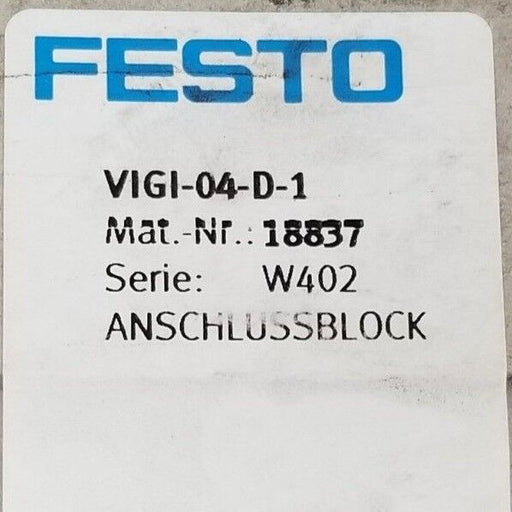 FESTO
VIGI-04-D-1
Mat.-Nr.: 18837
Serie: W402
ANSCHLUSSBLOCK